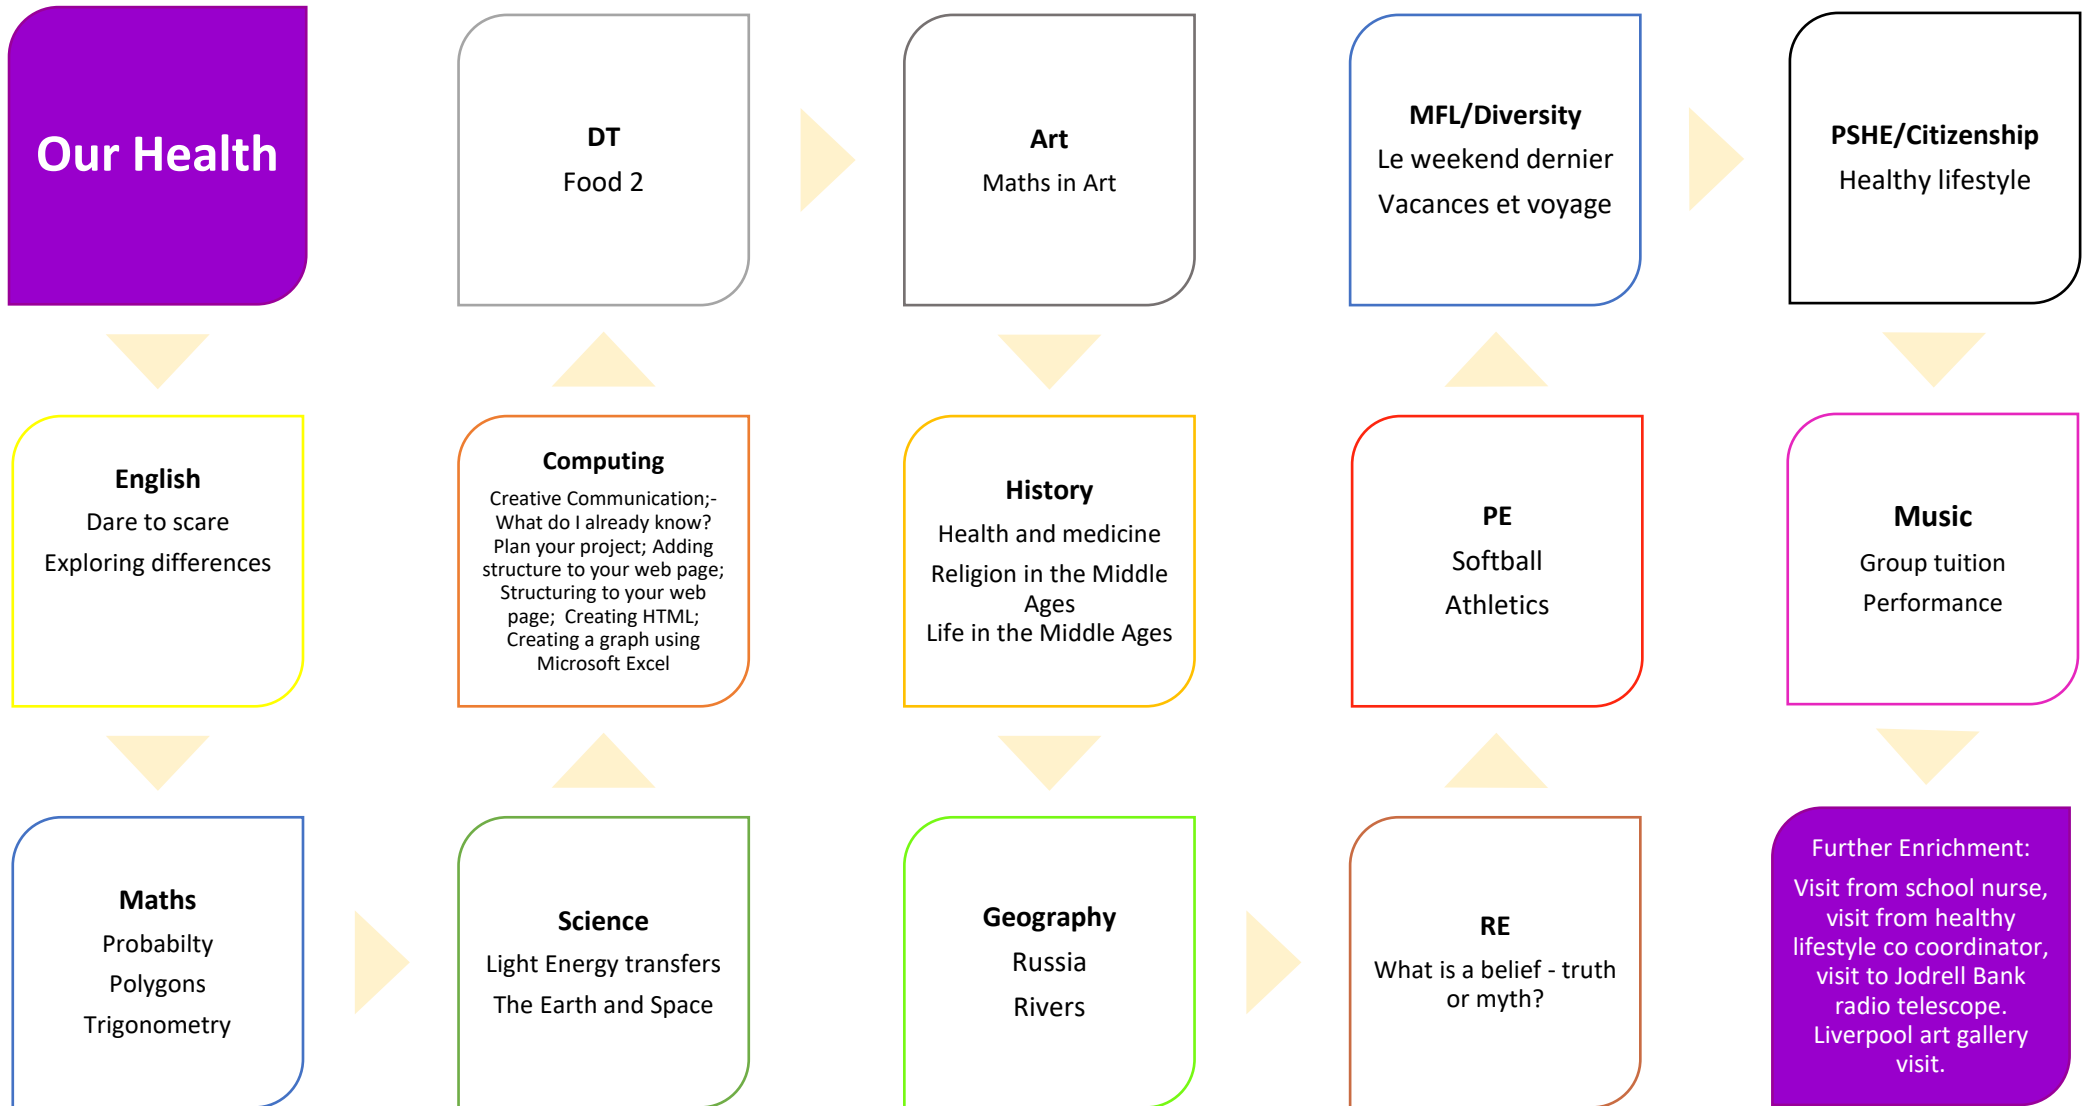 Our Health
English
Dare to scare
Exploring differences
Maths
Probabilty
Polygons
Trigonometry
Science
Light Energy transfers
The Earth and Space
Computing
Creative Communication;-
What do I already know?
Plan your project; Adding
structure to your web page;
Structuring to your web
page;  Creating HTML;
Creating a graph using
Microsoft Excel
DT
Food 2
Art
Maths in Art
History
Health and medicine
Religion in the Middle
Ages
Life in the Middle Ages
Geography
Russia
Rivers
RE
What is a belief - truth
or myth?
PE
Softball
Athletics
MFL/Diversity
Le weekend dernier
Vacances et voyage
PSHE/Citizenship
Healthy lifestyle
Music
Group tuition
Performance
Further Enrichment:
Visit from school nurse,
visit from healthy
lifestyle co coordinator,
visit to Jodrell Bank
radio telescope.
Liverpool art gallery
visit.